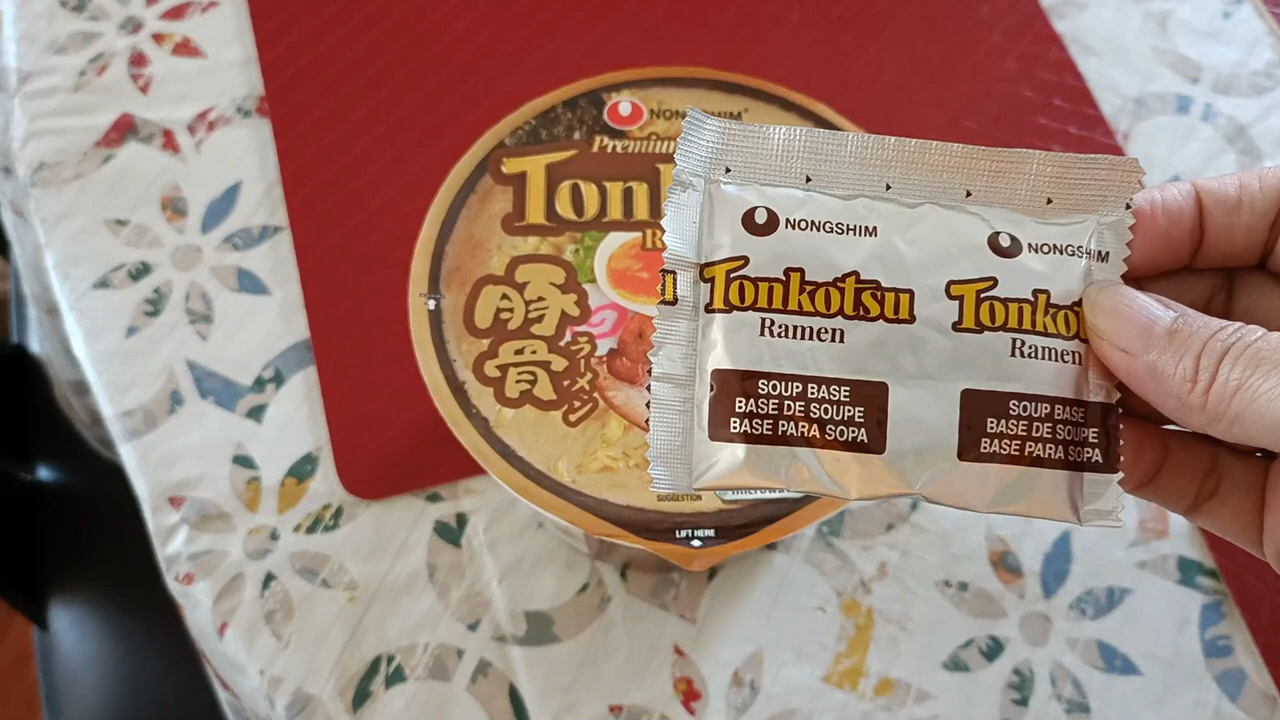 NONGSHIM
Premium
Ton
R
豚骨
ラーメン
SUGGESTION
LIFT HERE
NONGSHIM
Tonkotsu
Ramen
SOUP BASE
BASE DE SOUPE
BASE PARA SOPA
NONGSHIM
Tonkot
Ramen
SOUP BASE
BASE DE SOUPE
BASE PARA SOPA